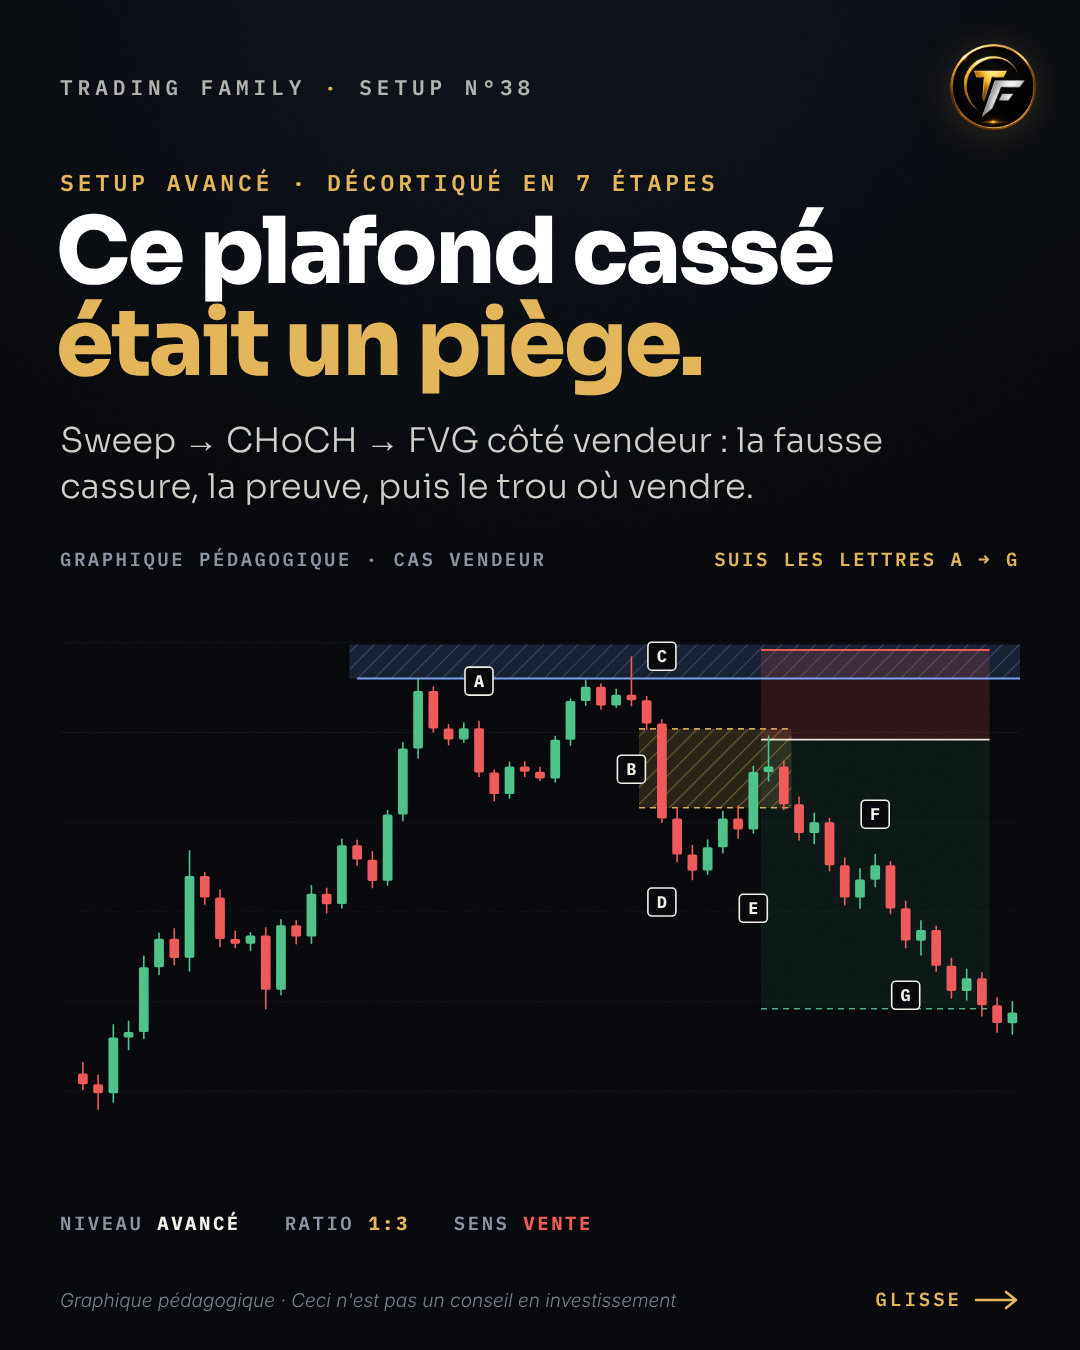 TRADING FAMILY · SETUP N°38
TF
SETUP AVANCÉ · DÉCORTIQUÉ EN 7 ÉTAPES
Ce plafond cassé
était un piège.
Sweep → CHoCH → FVG côté vendeur : la fausse
cassure, la preuve, puis le trou où vendre.
GRAPHIQUE PÉDAGOGIQUE · CAS VENDEUR
SUIS LES LETTRES A → G
C
A
B
F
D
E
G
NIVEAU AVANCÉ RATIO 1:3 SENS VENTE
Graphique pédagogique · Ceci n'est pas un conseil en investissement
GLISSE →